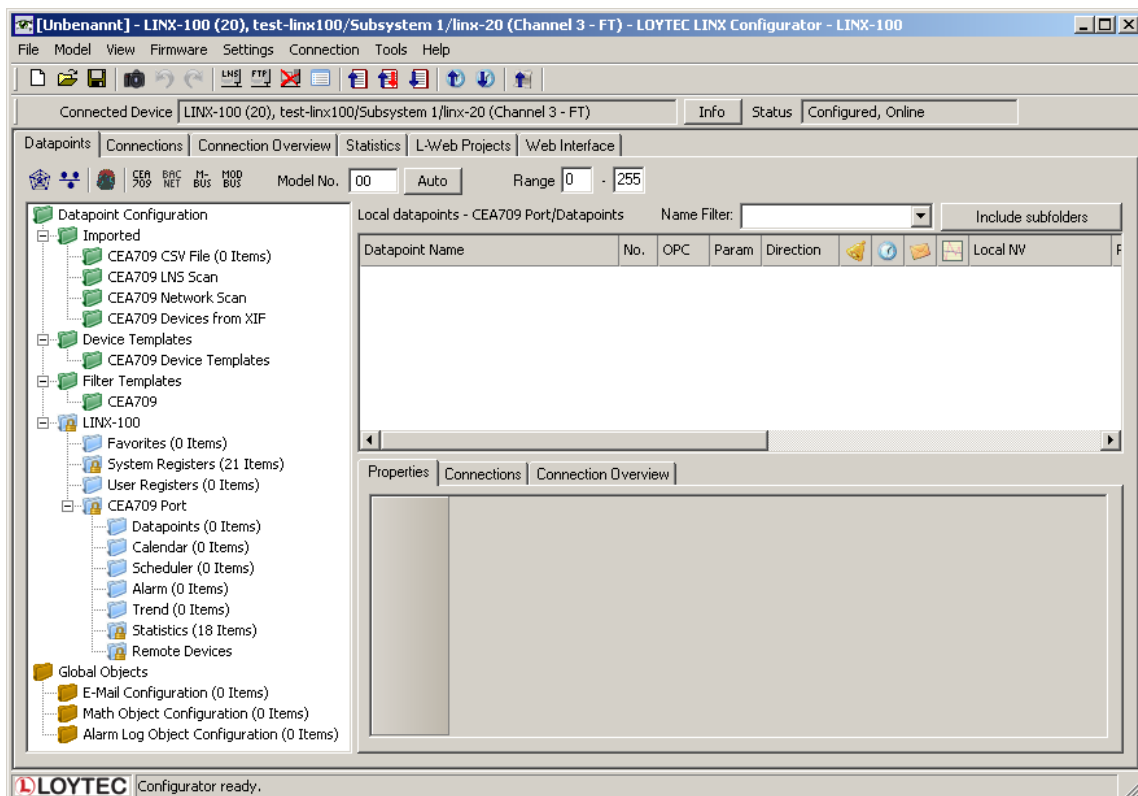 [Unbenannt] - LINX-100 (20), test-linx100/Subsystem 1/linx-20 (Channel 3 - FT) - LOYTEC LINX Configurator - LINX-100
File Model View Firmware Settings Connection Tools Help
LNS FTP
Connected Device LINX-100 (20), test-linx100/Subsystem 1/linx-20 (Channel 3 - FT) Info Status Configured, Online
Datapoints Connections Connection Overview Statistics L-Web Projects Web Interface
CEA 709 BAC NET M-BUS MOD BUS Model No. 00 Auto Range 0 - 255
Local datapoints - CEA709 Port/Datapoints Name Filter: Include subfolders
Datapoint Name No. OPC Param Direction Local NV
Datapoint Configuration
Imported
CEA709 CSV File (0 Items)
CEA709 LNS Scan
CEA709 Network Scan
CEA709 Devices from XIF
Device Templates
CEA709 Device Templates
Filter Templates
CEA709
LINX-100
Favorites (0 Items)
System Registers (21 Items)
User Registers (0 Items)
CEA709 Port
Datapoints (0 Items)
Calendar (0 Items)
Scheduler (0 Items)
Alarm (0 Items)
Trend (0 Items)
Statistics (18 Items)
Remote Devices
Global Objects
E-Mail Configuration (0 Items)
Math Object Configuration (0 Items)
Alarm Log Object Configuration (0 Items)
Properties Connections Connection Overview
LOYTEC Configurator ready.